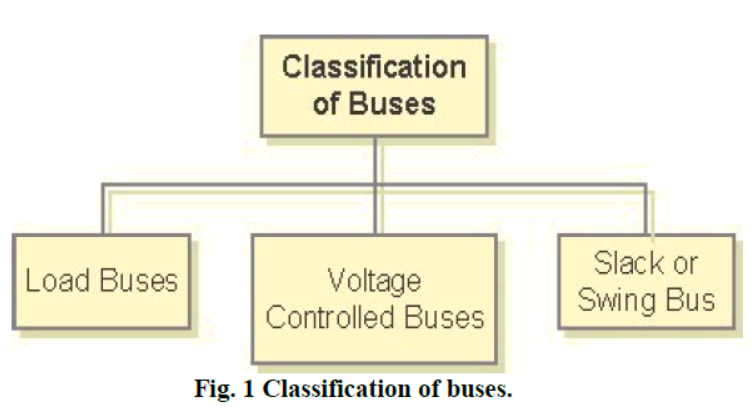 Classification
of Buses
Load Buses
Voltage
Controlled Buses
Slack or
Swing Bus
Fig. 1 Classification of buses.